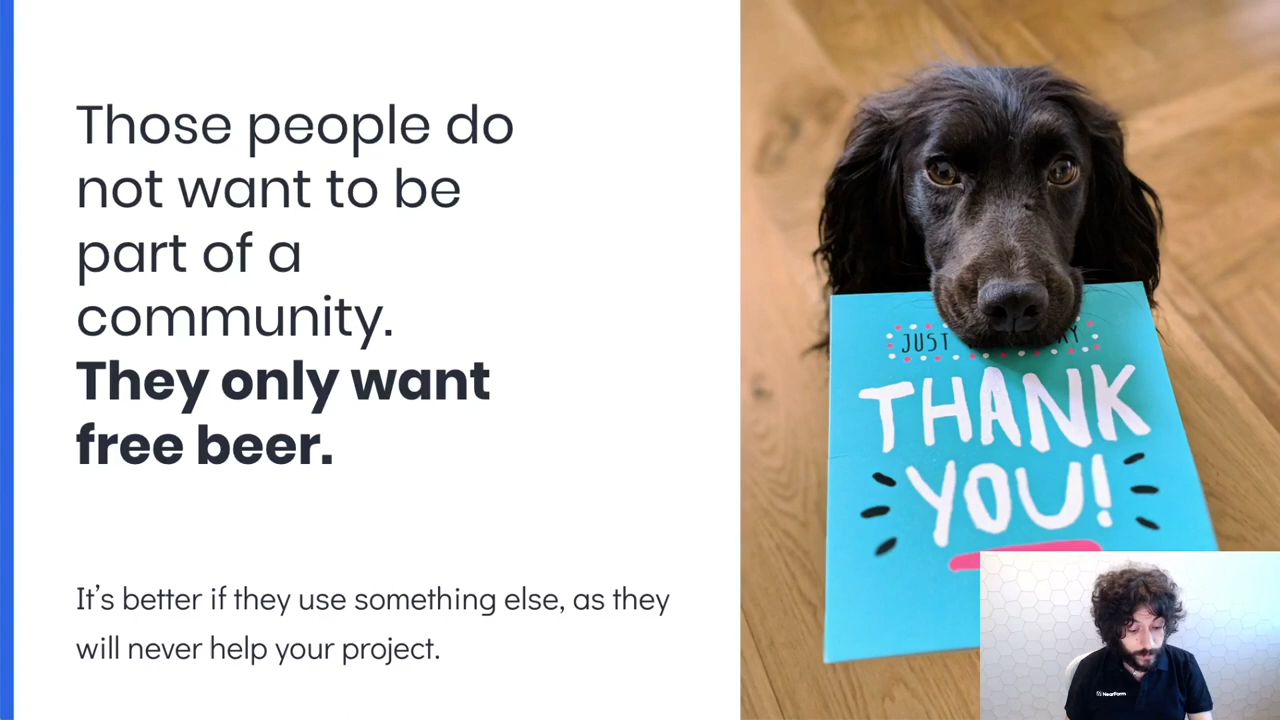 Those people do
not want to be
part of a
community.
They only want
free beer.
It’s better if they use something else, as they
will never help your project.
JUST
THANK
YOU!
NearForm